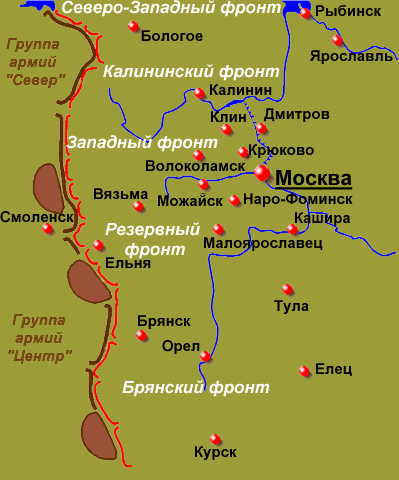 Северо-Западный фронт
Рыбинск
Бологое
Группа
армий
"Север"
Ярославль
Калининский фронт
Калинин
Клин
Дмитров
Западный фронт
Крюково
Волоколамск
Москва
Вязьма
Можайск
Наро-Фоминск
Смоленск
Кашира
Резервный
фронт
Малоярославец
Ельня
Тула
Группа
армий
"Центр"
Брянск
Орел
Елец
Брянский фронт
Курск